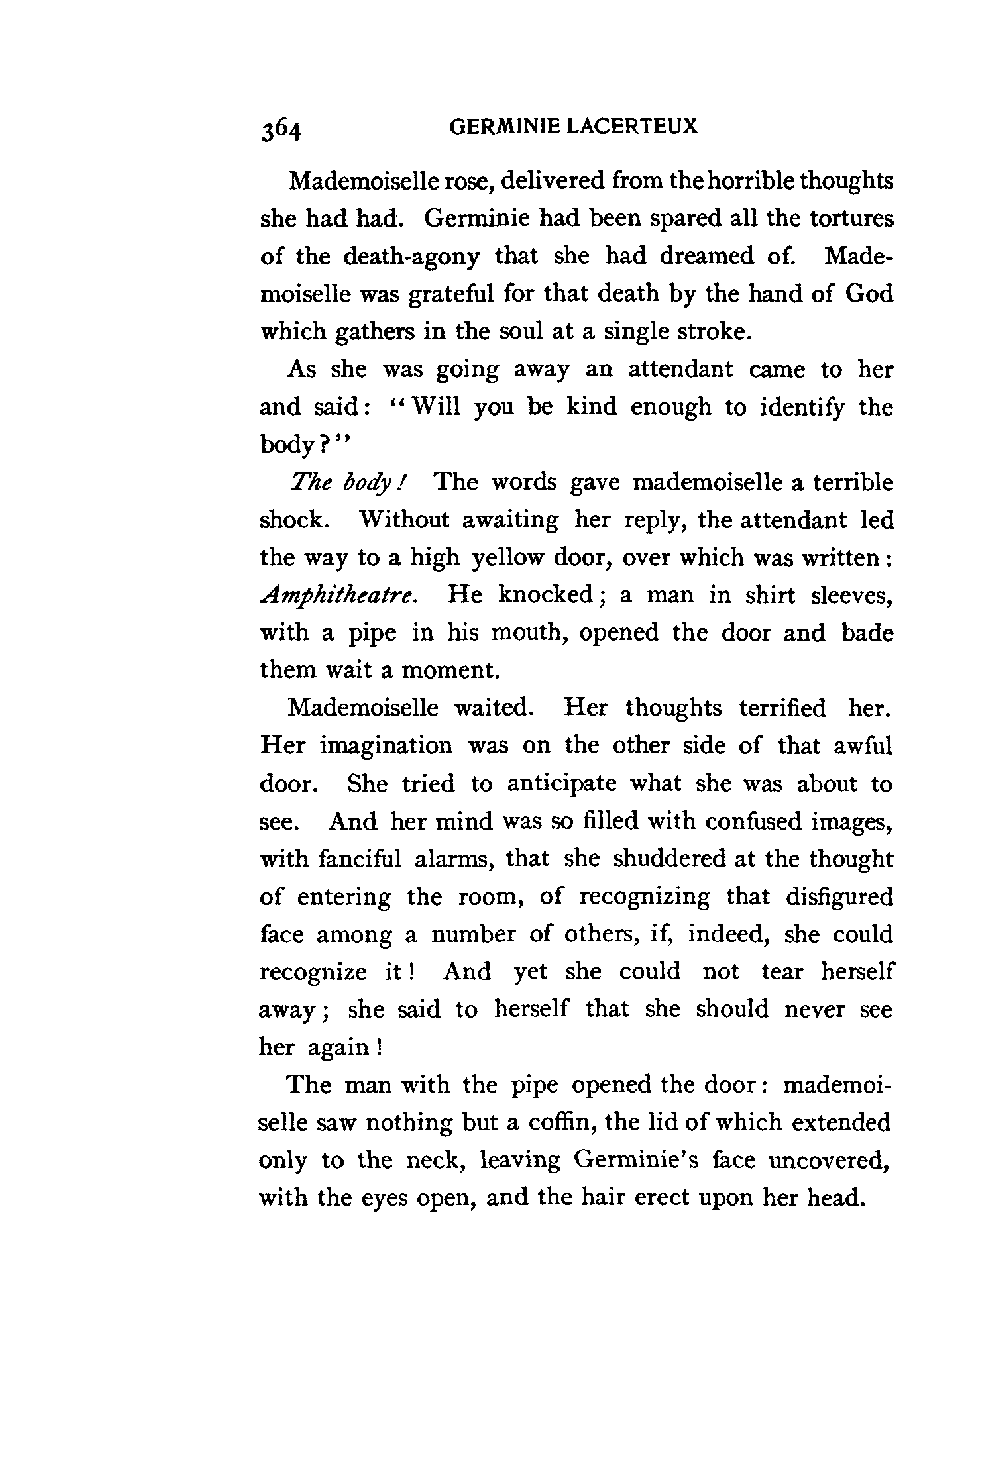 364 GERMINIE LACERTEUX
Mademoiselle rose, delivered from the horrible thoughts
she had had. Germinie had been spared all the tortures
of the death-agony that she had dreamed of. Made-
moiselle was grateful for that death by the hand of God
which gathers in the soul at a single stroke.
As she was going away an attendant came to her
and said: "Will you be kind enough to identify the
body?"
The body! The words gave mademoiselle a terrible
shock. Without awaiting her reply, the attendant led
the way to a high yellow door, over which was written:
Amphitheatre. He knocked; a man in shirt sleeves,
with a pipe in his mouth, opened the door and bade
them wait a moment.
Mademoiselle waited. Her thoughts terrified her.
Her imagination was on the other side of that awful
door. She tried to anticipate what she was about to
see. And her mind was so filled with confused images,
with fanciful alarms, that she shuddered at the thought
of entering the room, of recognizing that disfigured
face among a number of others, if, indeed, she could
recognize it! And yet she could not tear herself
away; she said to herself that she should never see
her again!
The man with the pipe opened the door: mademoi-
selle saw nothing but a coffin, the lid of which extended
only to the neck, leaving Germinie's face uncovered,
with the eyes open, and the hair erect upon her head.